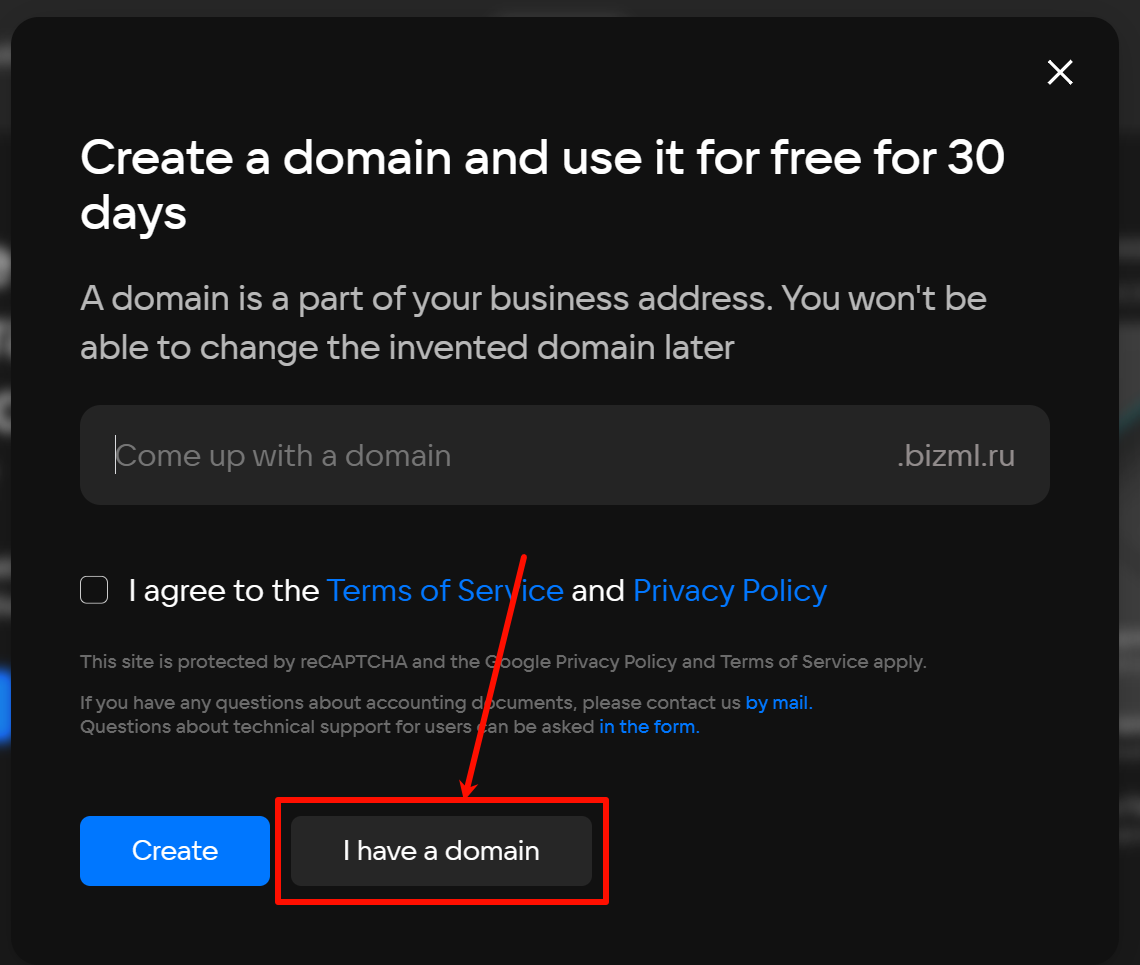 Create a domain and use it for free for 30
days
A domain is a part of your business address. You won't be
able to change the invented domain later
Come up with a domain .bizml.ru
I agree to the Terms of Service and Privacy Policy
This site is protected by reCAPTCHA and the Google Privacy Policy and Terms of Service apply.
If you have any questions about accounting documents, please contact us by mail.
Questions about technical support for users can be asked in the form.
Create I have a domain